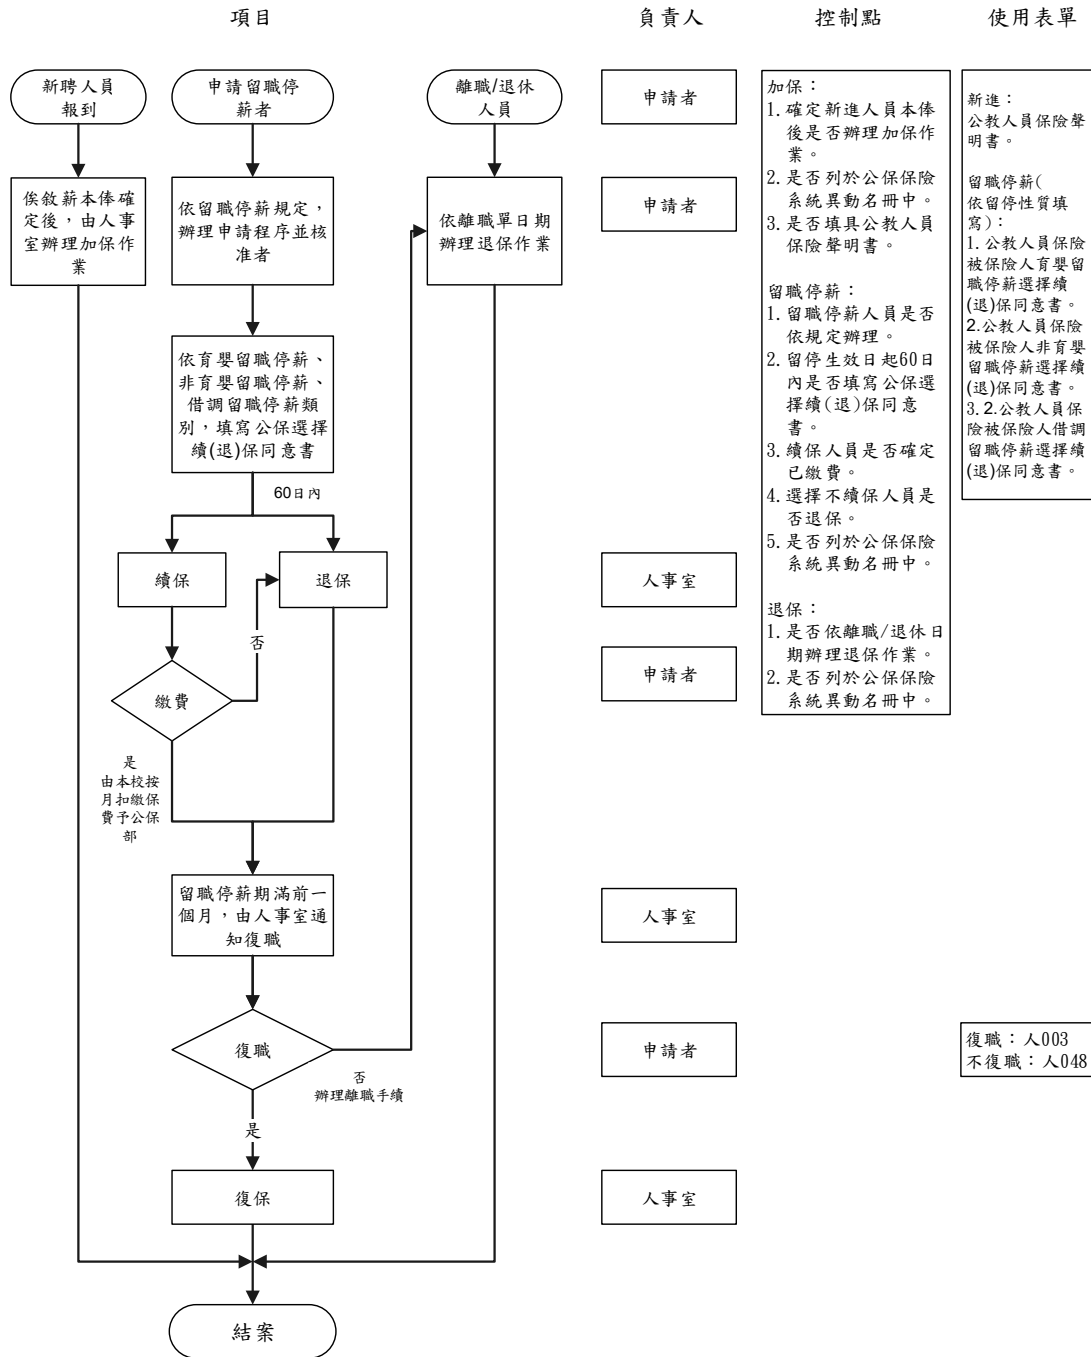 項目
負責人
控制點
使用表單
新聘人員
報到
申請留職停
薪者
離職/退休
人員
申請者
俟敘薪本俸確
定後，由人事
室辦理加保作
業
依留職停薪規定，
辦理申請程序並核
准者
依離職單日期
辦理退保作業
申請者
依育嬰留職停薪、
非育嬰留職停薪、
借調留職停薪類
別，填寫公保選擇
續(退)保同意書
60日內
續保
退保
人事室
否
繳費
申請者
是
由本校按
月扣繳保
費予公保
部
留職停薪期滿前一
個月，由人事室通
知復職
人事室
復職
申請者
否
辦理離職手續
是
復保
人事室
結案
加保：
1.確定新進人員本俸
後是否辦理加保作
業。
2.是否列於公保保險
系統異動名冊中。
3.是否填具公教人員
保險聲明書。
留職停薪：
1.留職停薪人員是否
依規定辦理。
2.留停生效日起60日
內是否填寫公保選
擇續(退)保同意
書。
3.續保人員是否確定
已繳費。
4.選擇不續保人員是
否退保。
5.是否列於公保保險
系統異動名冊中。
退保：
1.是否依離職/退休日
期辦理退保作業。
2.是否列於公保保險
系統異動名冊中。
新進：
公教人員保險聲
明書。
留職停薪(
依留停性質填
寫)：
1.公教人員保險
被保險人育嬰留
職停薪選擇續
(退)保同意書。
2.公教人員保險
被保險人非育嬰
留職停薪選擇續
(退)保同意書。
3.2.公教人員保
險被保險人借調
留職停薪選擇續
(退)保同意書。
復職：人003
不復職：人048